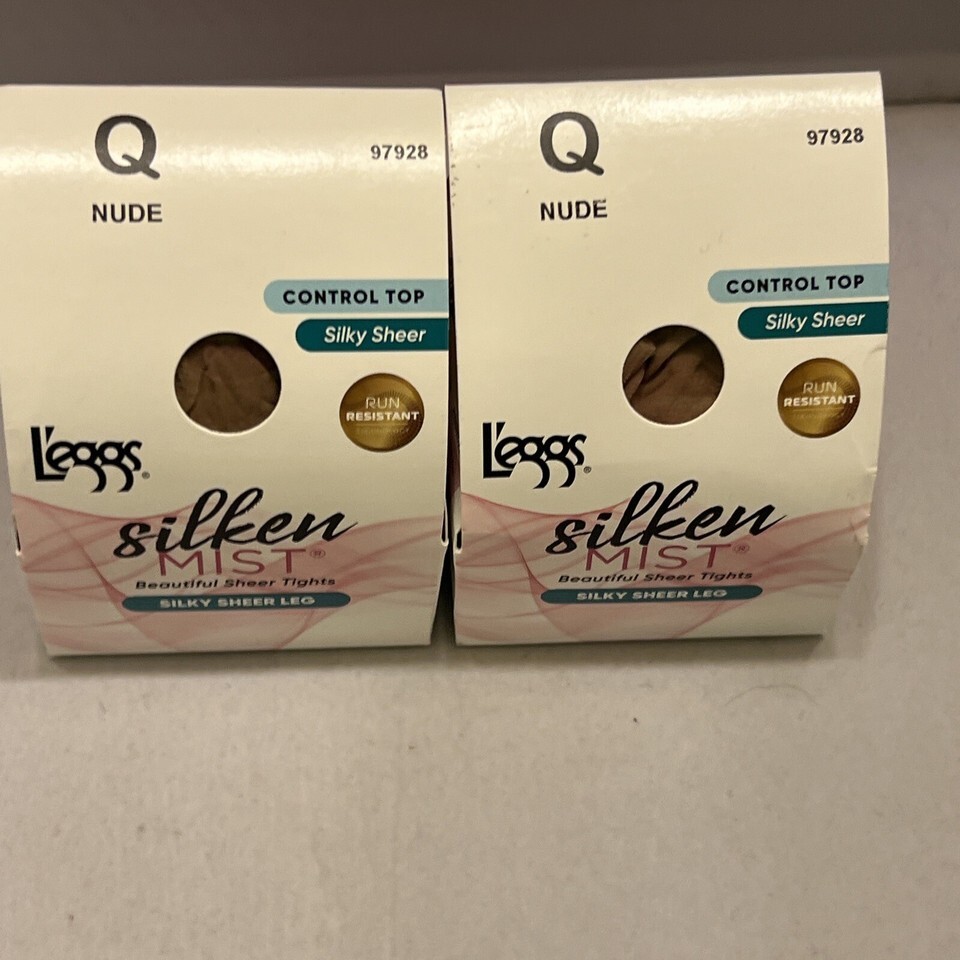 Q
97928
NUDE
CONTROL TOP
Silky Sheer
RUN
RESISTANT
L'eggs®
silken
MIST®
Beautiful Sheer Tights
SILKY SHEER LEG
Q
97928
NUDE
CONTROL TOP
Silky Sheer
RUN
RESISTANT
L'eggs®
silken
MIST®
Beautiful Sheer Tights
SILKY SHEER LEG